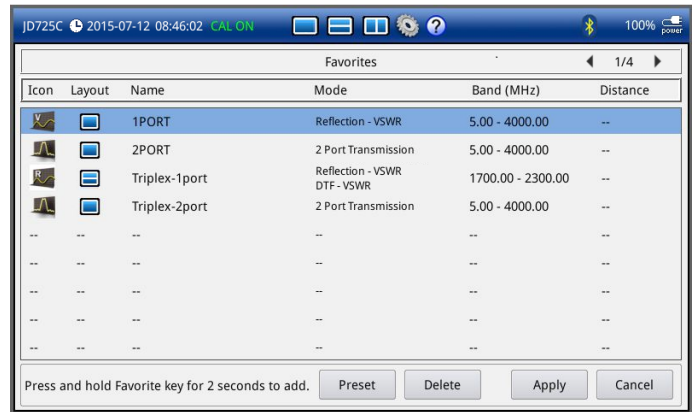 JD725C 2015-07-12 08:46:02 CAL ON ? 100% power
Favorites 1/4
Icon Layout Name Mode Band (MHz) Distance
V 1PORT Reflection - VSWR 5.00 - 4000.00 --
2PORT 2 Port Transmission 5.00 - 4000.00 --
R Triplex-1port Reflection - VSWR 1700.00 - 2300.00 --
DTF - VSWR
Triplex-2port 2 Port Transmission 5.00 - 4000.00 --
-- -- -- -- -- --
-- -- -- -- -- --
-- -- -- -- -- --
-- -- -- -- -- --
-- -- -- -- -- --
Press and hold Favorite key for 2 seconds to add. Preset Delete Apply Cancel